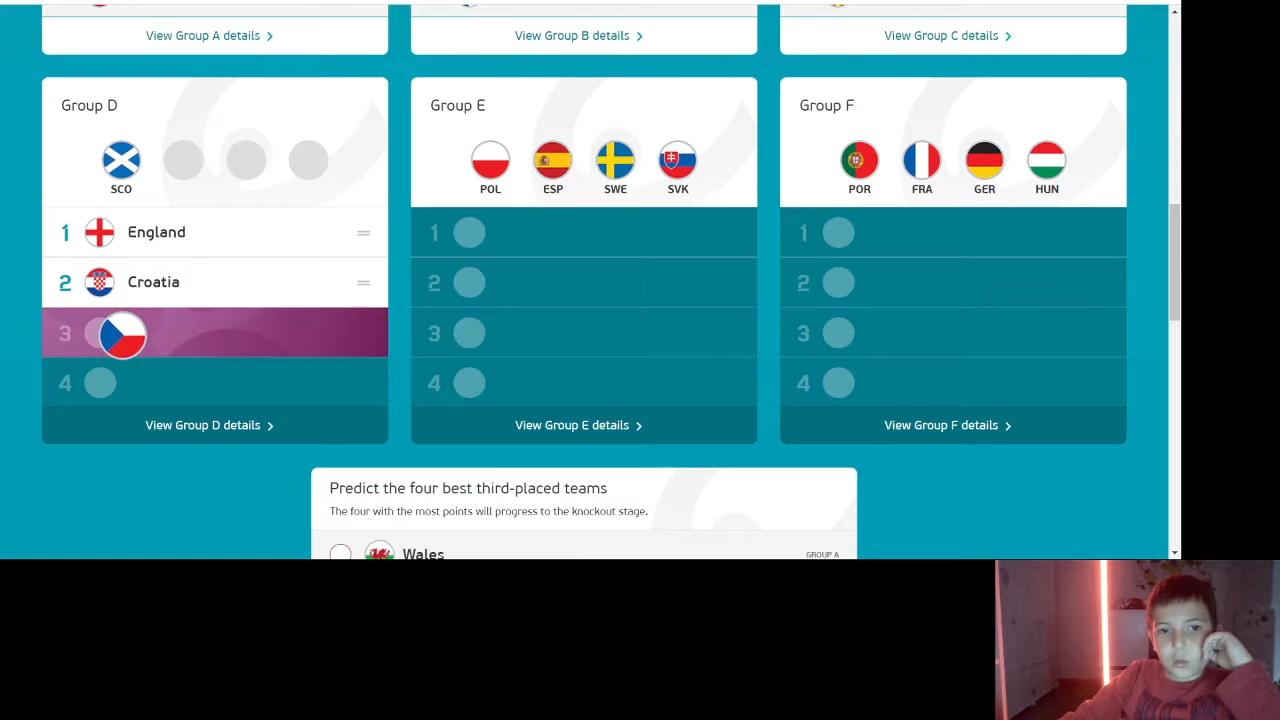 View Group A details
View Group B details
View Group C details
Group D
SCO
1 England
2 Croatia
3
4
View Group D details
Group E
POL ESP SWE SVK
1
2
3
4
View Group E details
Group F
POR FRA GER HUN
1
2
3
4
View Group F details
Predict the four best third-placed teams
The four with the most points will progress to the knockout stage.
Wales GROUP A